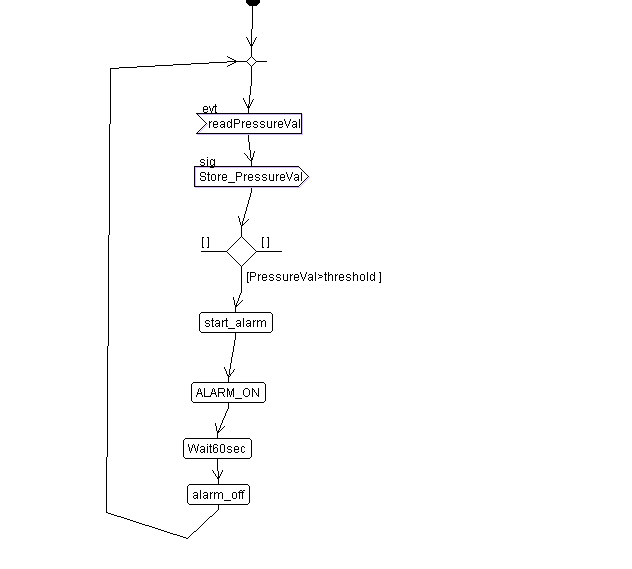 evt
readPressureVal
sig
Store_PressureVal
[ ] [ ]
[PressureVal>threshold ]
start_alarm
ALARM_ON
Wait60sec
alarm_off